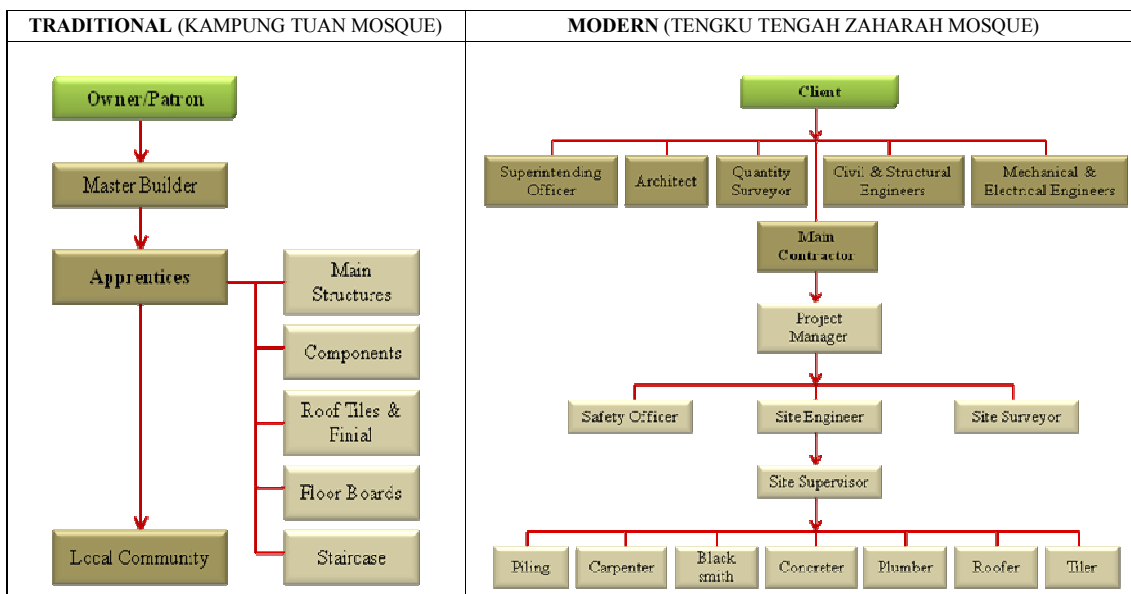 TRADITIONAL (KAMPUNG TUAN MOSQUE)
Owner/Patron
Master Builder
Apprentices
Main
Structures
Components
Roof Tiles &
Finial
Floor Boards
Staircase
Local Community
MODERN (TENGKU TENGAH ZAHARAH MOSQUE)
Client
Superintending
Officer
Architect
Quantity
Surveyor
Civil & Structural
Engineers
Mechanical &
Electrical Engineers
Main
Contractor
Project
Manager
Safety Officer
Site Engineer
Site Surveyor
Site Supervisor
Piling
Carpenter
Black
smith
Concreter
Plumber
Roofer
Tiler